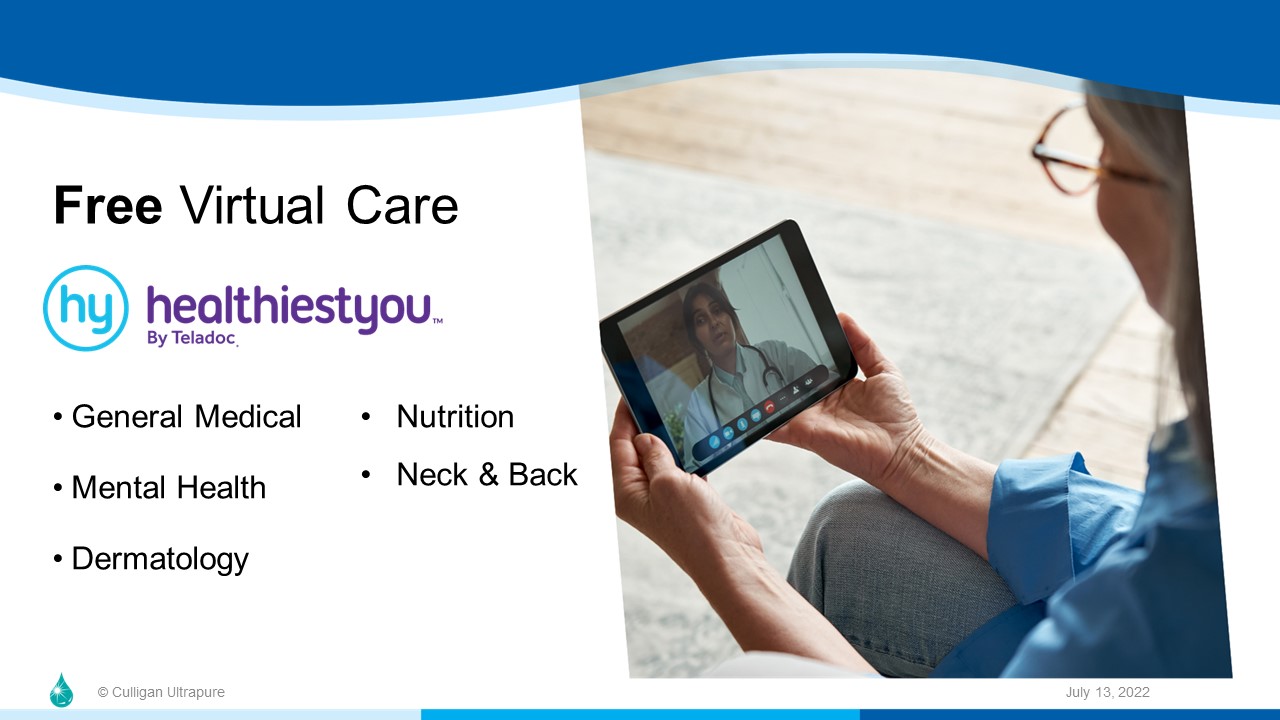 Free Virtual Care
hy healthiestyou™
By Teladoc.
• General Medical
• Mental Health
• Dermatology
• Nutrition
• Neck & Back
© Culligan Ultrapure
July 13, 2022